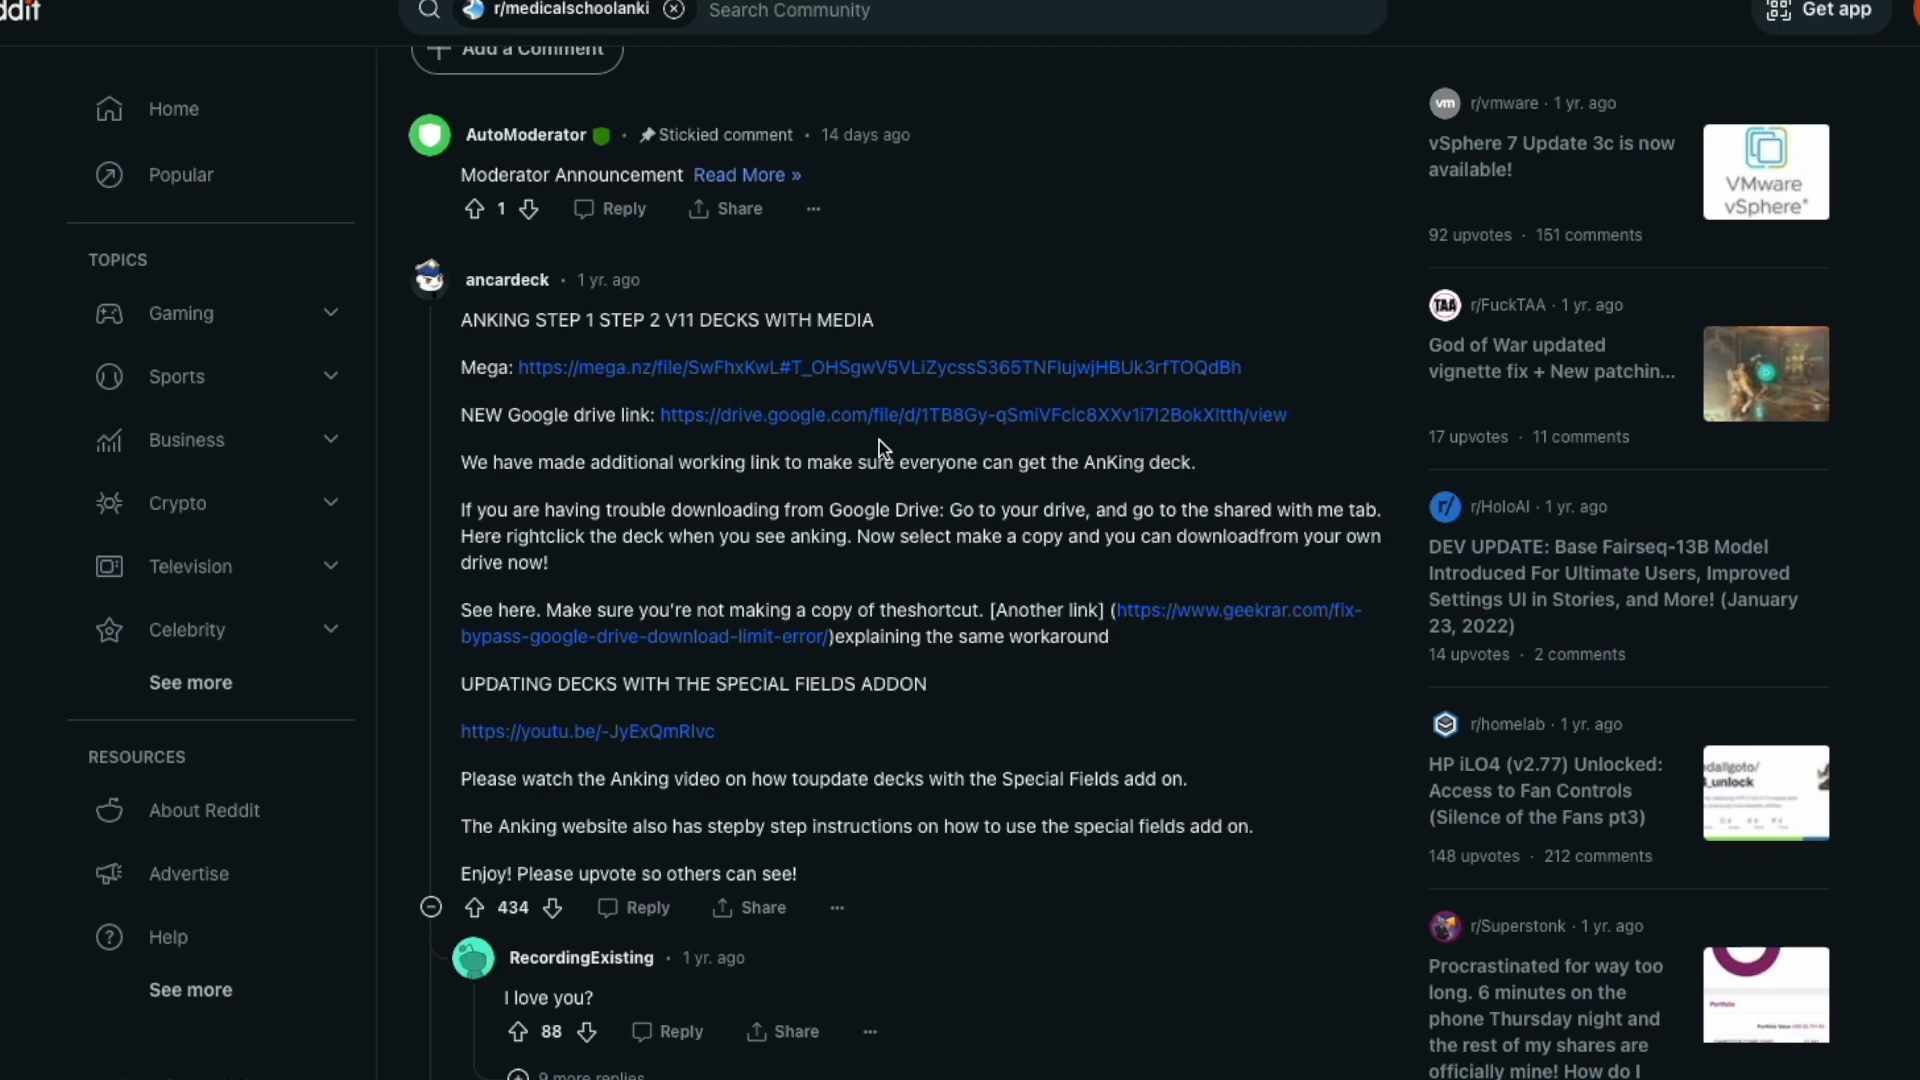 ddit
r/medicalschoolanki
Search Community
Get app
Add a Comment
Home
Popular
TOPICS
Gaming
Sports
Business
Crypto
Television
Celebrity
See more
RESOURCES
About Reddit
Advertise
Help
See more
AutoModerator · Stickied comment · 14 days ago
Moderator Announcement Read More »
1 Reply Share ...
ancardeck · 1 yr. ago
ANKING STEP 1 STEP 2 V11 DECKS WITH MEDIA
Mega: https://mega.nz/file/SwFhxKwL#T_OHSgwV5VLiZycssS365TNFlujwjHBUk3rfTOQdBh
NEW Google drive link: https://drive.google.com/file/d/1TB8Gy-qSmiVFclc8XXv1i7l2BokXltth/view
We have made additional working link to make sure everyone can get the AnKing deck.
If you are having trouble downloading from Google Drive: Go to your drive, and go to the shared with me tab.
Here rightclick the deck when you see anking. Now select make a copy and you can downloadfrom your own
drive now!
See here. Make sure you're not making a copy of theshortcut. [Another link] (https://www.geekrar.com/fix-
bypass-google-drive-download-limit-error/)explaining the same workaround
UPDATING DECKS WITH THE SPECIAL FIELDS ADDON
https://youtu.be/-JyExQmRlvc
Please watch the Anking video on how toupdate decks with the Special Fields add on.
The Anking website also has stepby step instructions on how to use the special fields add on.
Enjoy! Please upvote so others can see!
434 Reply Share ...
RecordingExisting · 1 yr. ago
I love you?
88 Reply Share ...
9 more replies
vm r/vmware · 1 yr. ago
vSphere 7 Update 3c is now
available!
VMware
vSphere®
92 upvotes · 151 comments
TAA r/FuckTAA · 1 yr. ago
God of War updated
vignette fix + New patchin...
17 upvotes · 11 comments
r/ r/HoloAI · 1 yr. ago
DEV UPDATE: Base Fairseq-13B Model
Introduced For Ultimate Users, Improved
Settings UI in Stories, and More! (January
23, 2022)
14 upvotes · 2 comments
r/homelab · 1 yr. ago
HP iLO4 (v2.77) Unlocked:
Access to Fan Controls
(Silence of the Fans pt3)
dallgoto/
_unlock
148 upvotes · 212 comments
r/Superstonk · 1 yr. ago
Procrastinated for way too
long. 6 minutes on the
phone Thursday night and
the rest of my shares are
officially mine! How do I
Portfolio